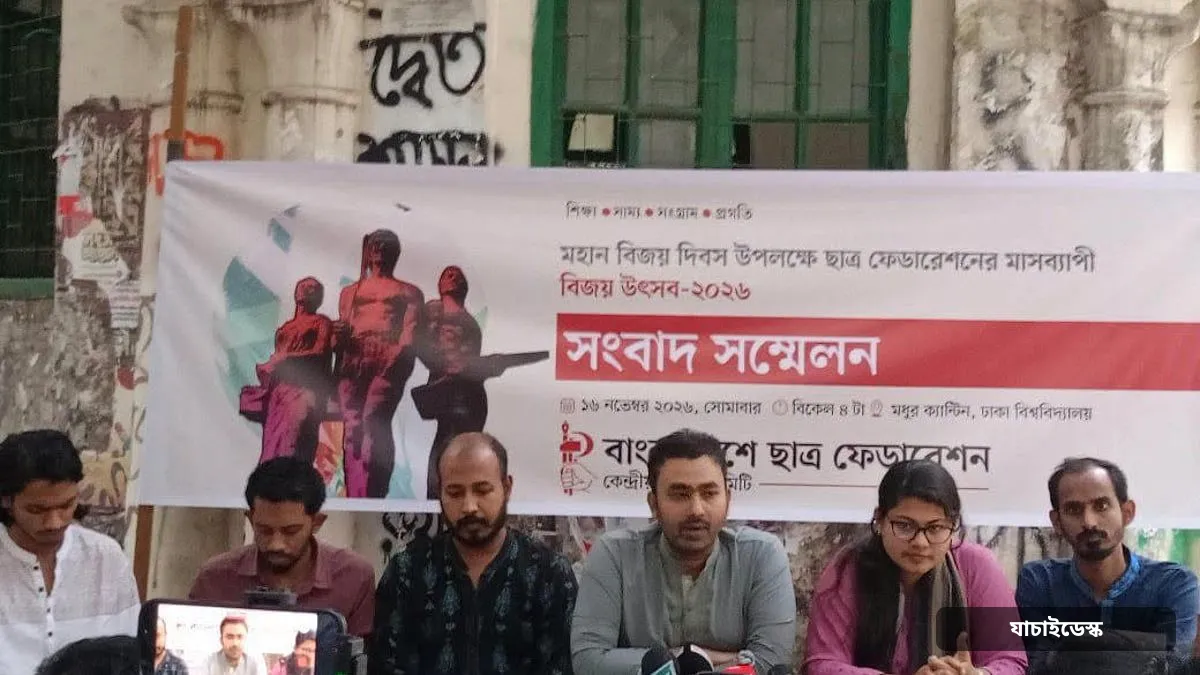 দ্বৈত
শিক্ষা • সাম্য • সংগ্রাম • প্রগতি
মহান বিজয় দিবস উপলক্ষে ছাত্র ফেডারেশনের মাসব্যাপী
বিজয় উৎসব-২০২৬
সংবাদ সম্মেলন
১৬ নভেম্বর ২০২৬, সোমবার বিকেল ৪ টা মধুর ক্যান্টিন, ঢাকা বিশ্ববিদ্যালয়
ছাত্র ফেডারেশন
যাচাইডেস্ক